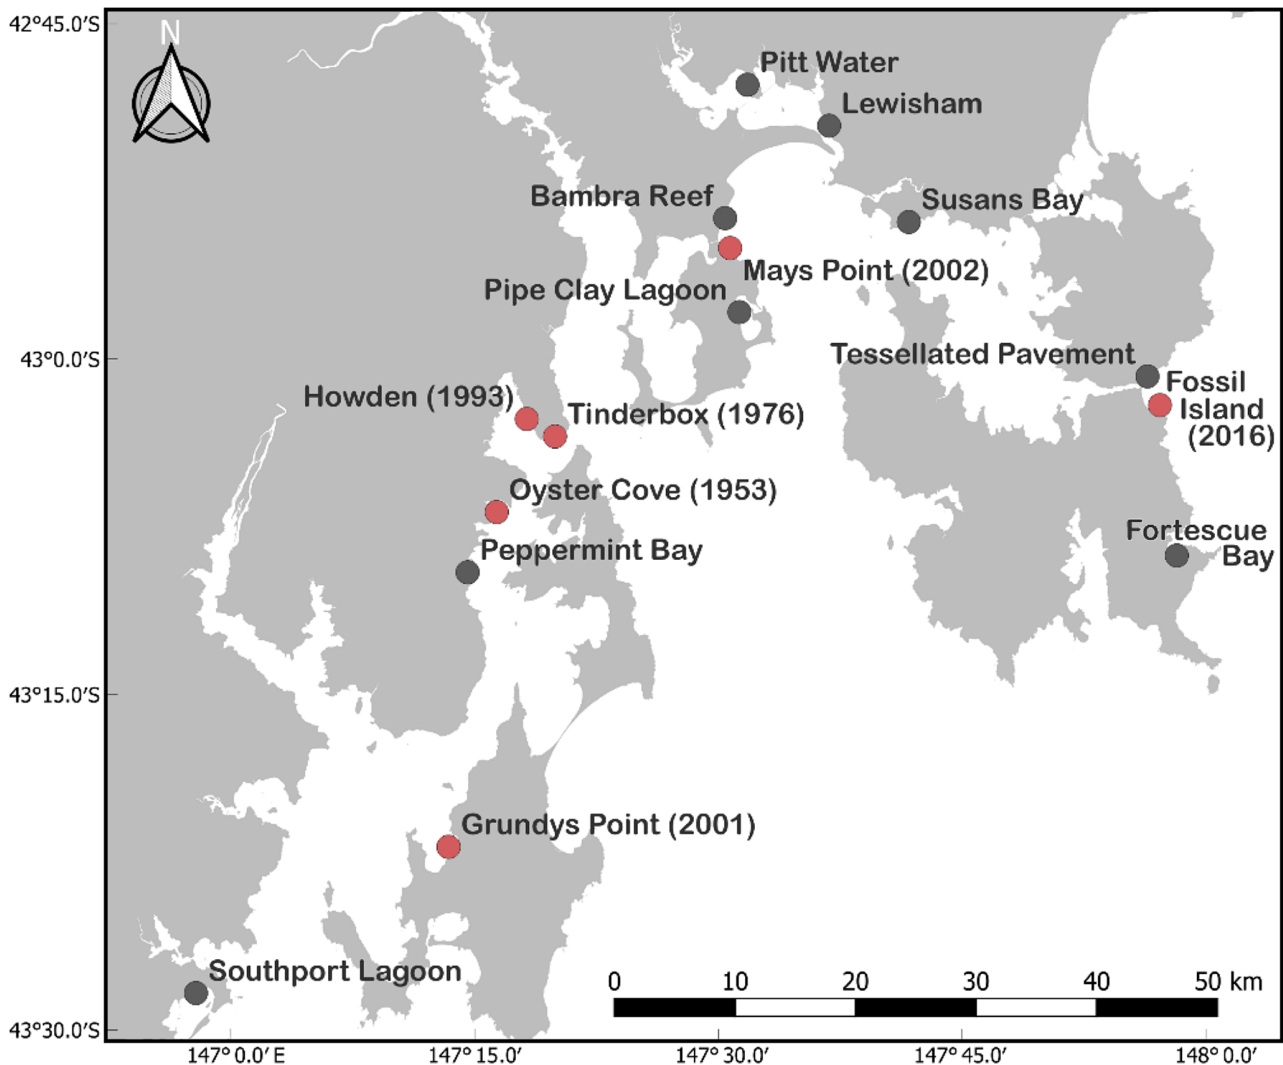 42°45.0'S
N
Pitt Water
Lewisham
Bambra Reef
Susans Bay
Mays Point (2002)
Pipe Clay Lagoon
43°0.0'S
Tessellated Pavement
Fossil
Island
(2016)
Howden (1993)
Tinderbox (1976)
Oyster Cove (1953)
Fortescue
Bay
Peppermint Bay
43°15.0'S
Grundys Point (2001)
Southport Lagoon
0 10 20 30 40 50 km
43°30.0'S
147°0.0' E 147°15.0' 147°30.0' 147°45.0' 148°0.0'